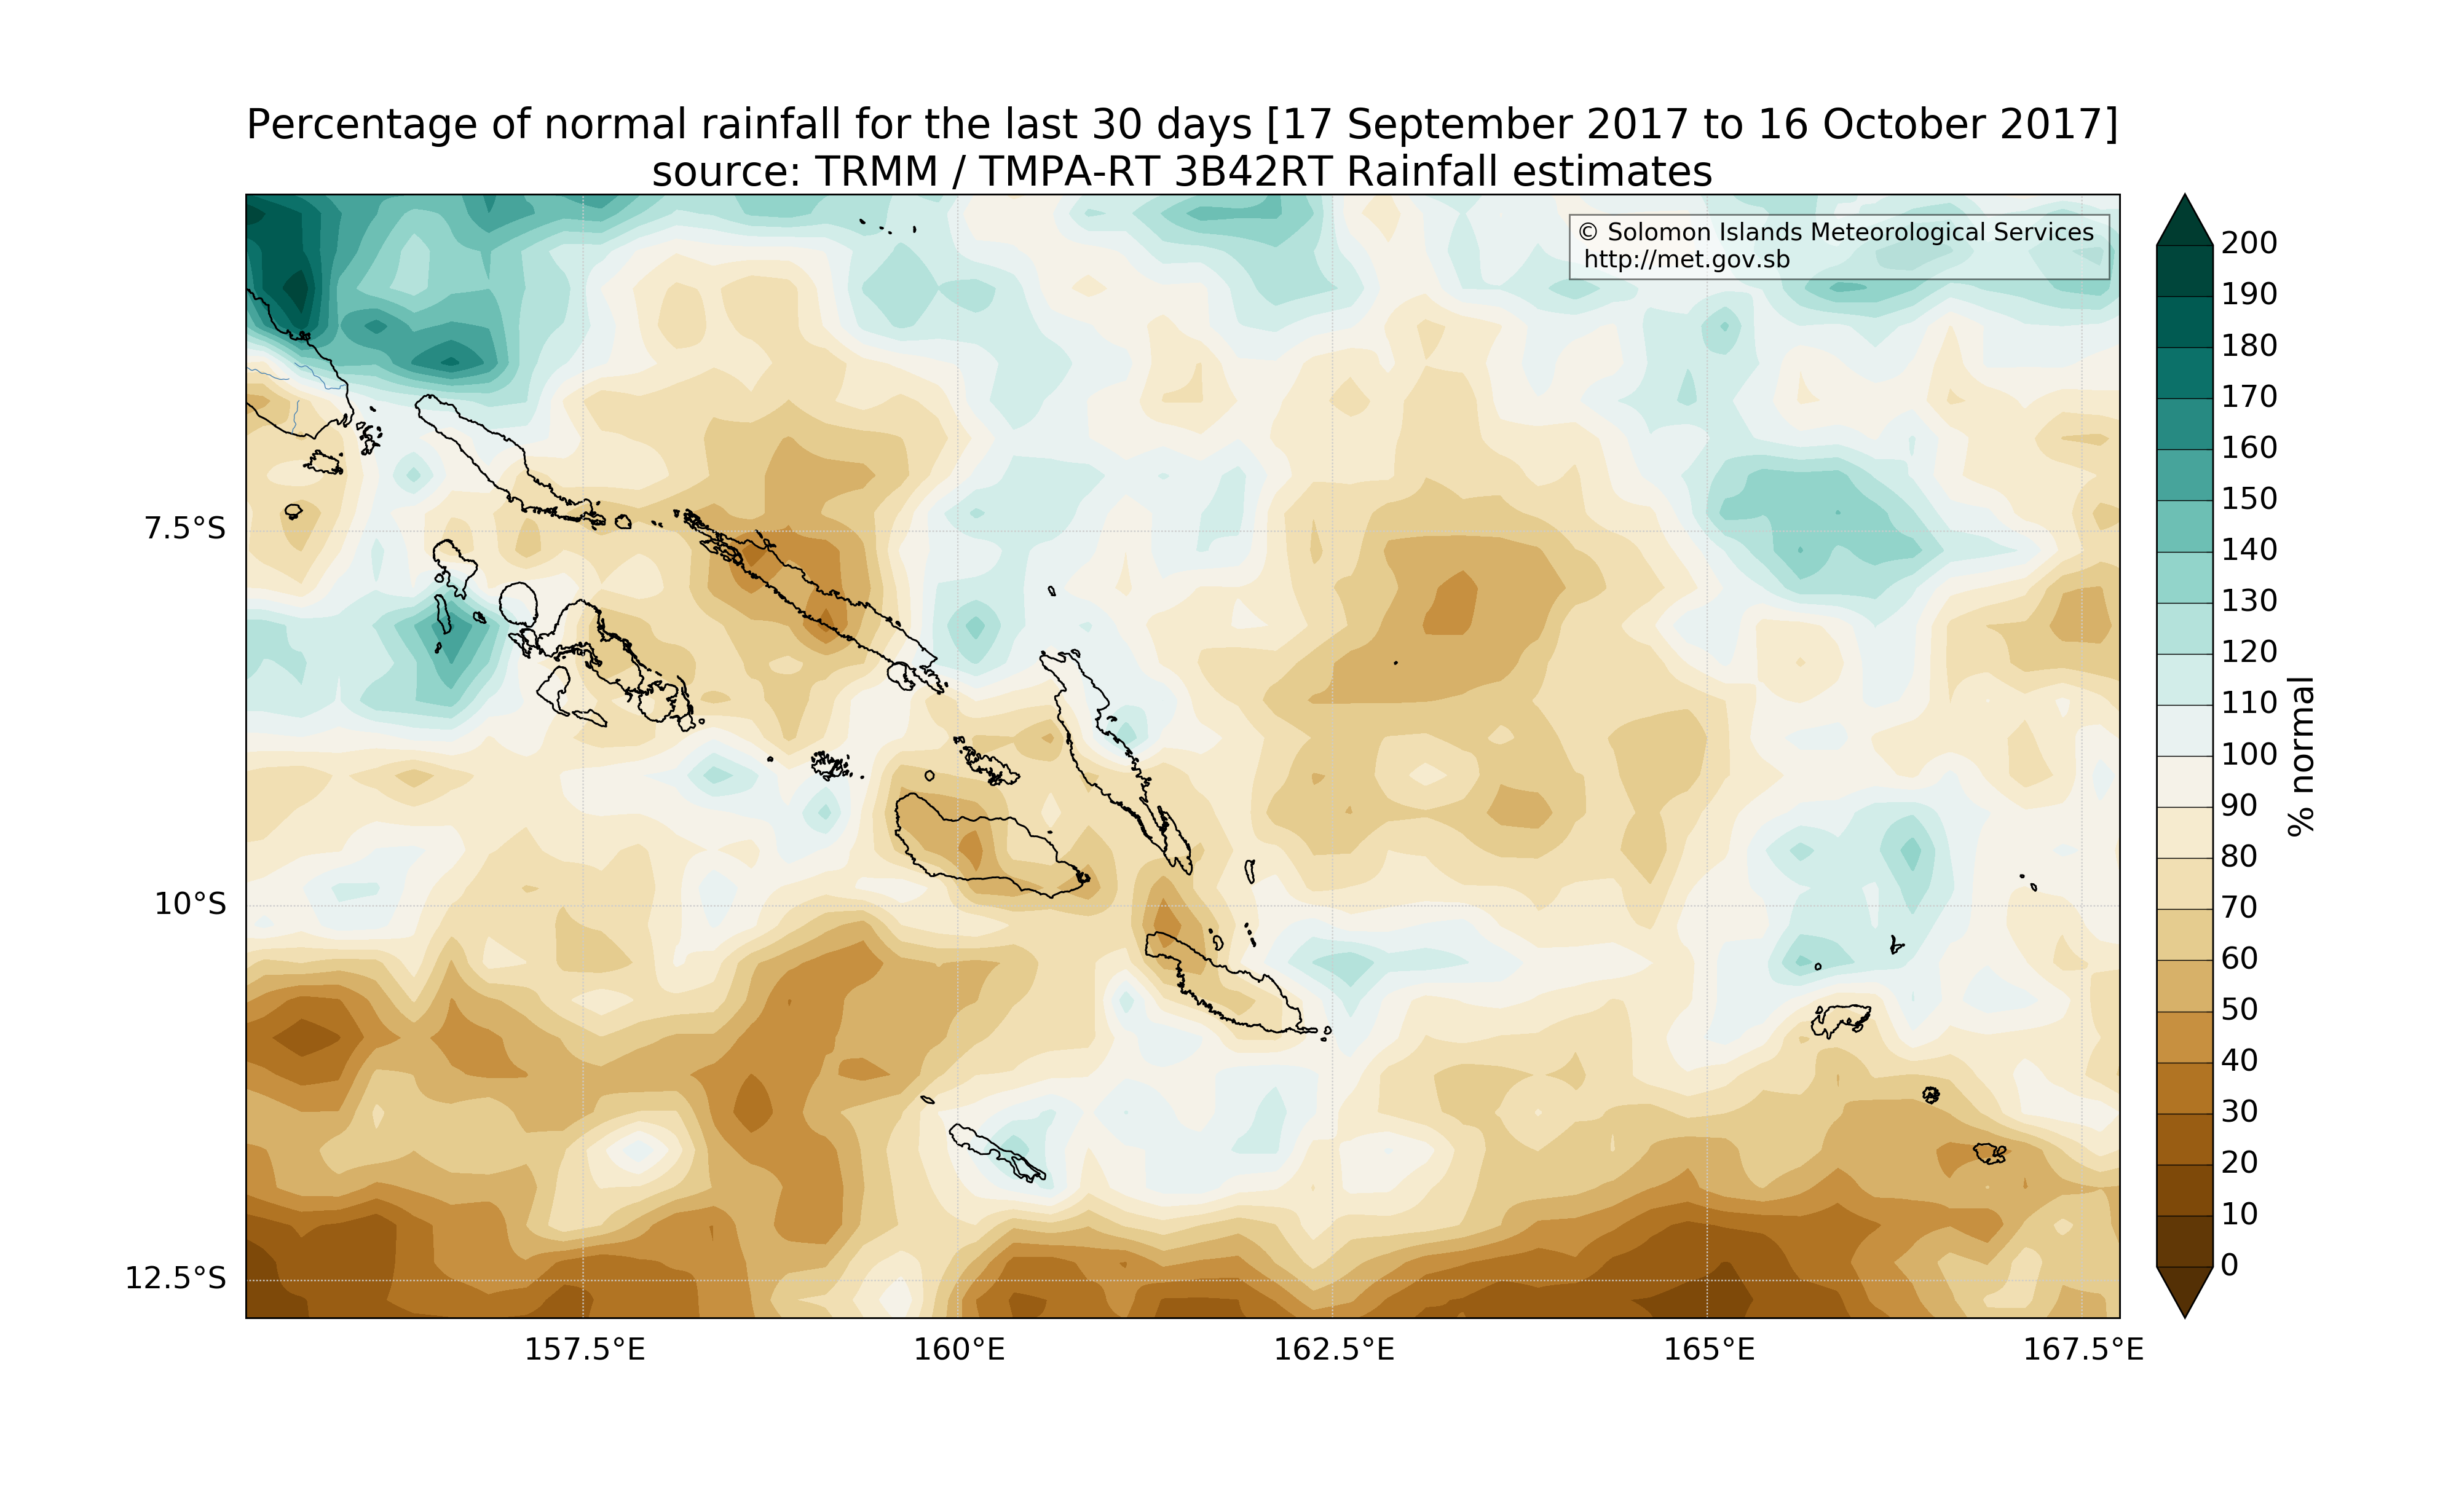 Percentage of normal rainfall for the last 30 days [17 September 2017 to 16 October 2017]
source: TRMM / TMPA-RT 3B42RT Rainfall estimates
© Solomon Islands Meteorological Services
http://met.gov.sb
7.5°S
10°S
12.5°S
157.5°E
160°E
162.5°E
165°E
167.5°E
200
190
180
170
160
150
140
130
120
110
100
90
80
70
60
50
40
30
20
10
0
% normal